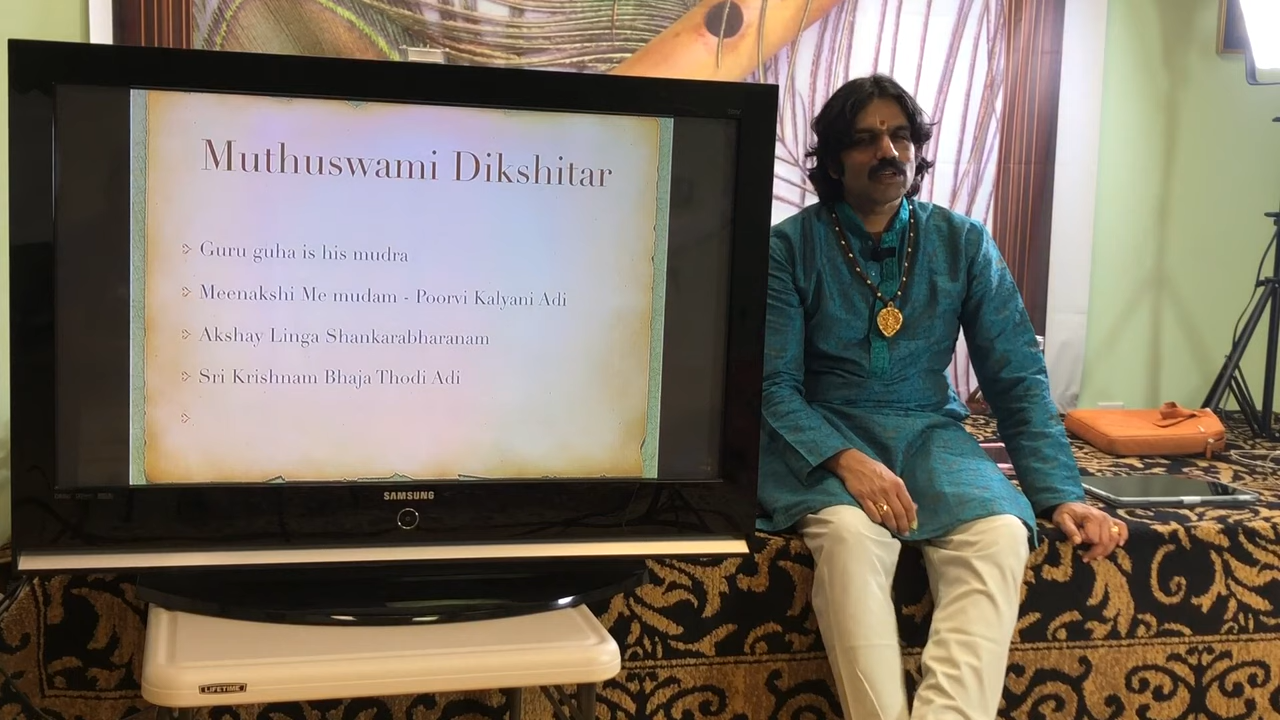 Muthuswami Dikshitar
Guru guha is his mudra
Meenakshi Me mudam - Poorvi Kalyani Adi
Akshay Linga Shankarabharanam
Sri Krishnam Bhaja Thodi Adi
SAMSUNG
LIFETIME